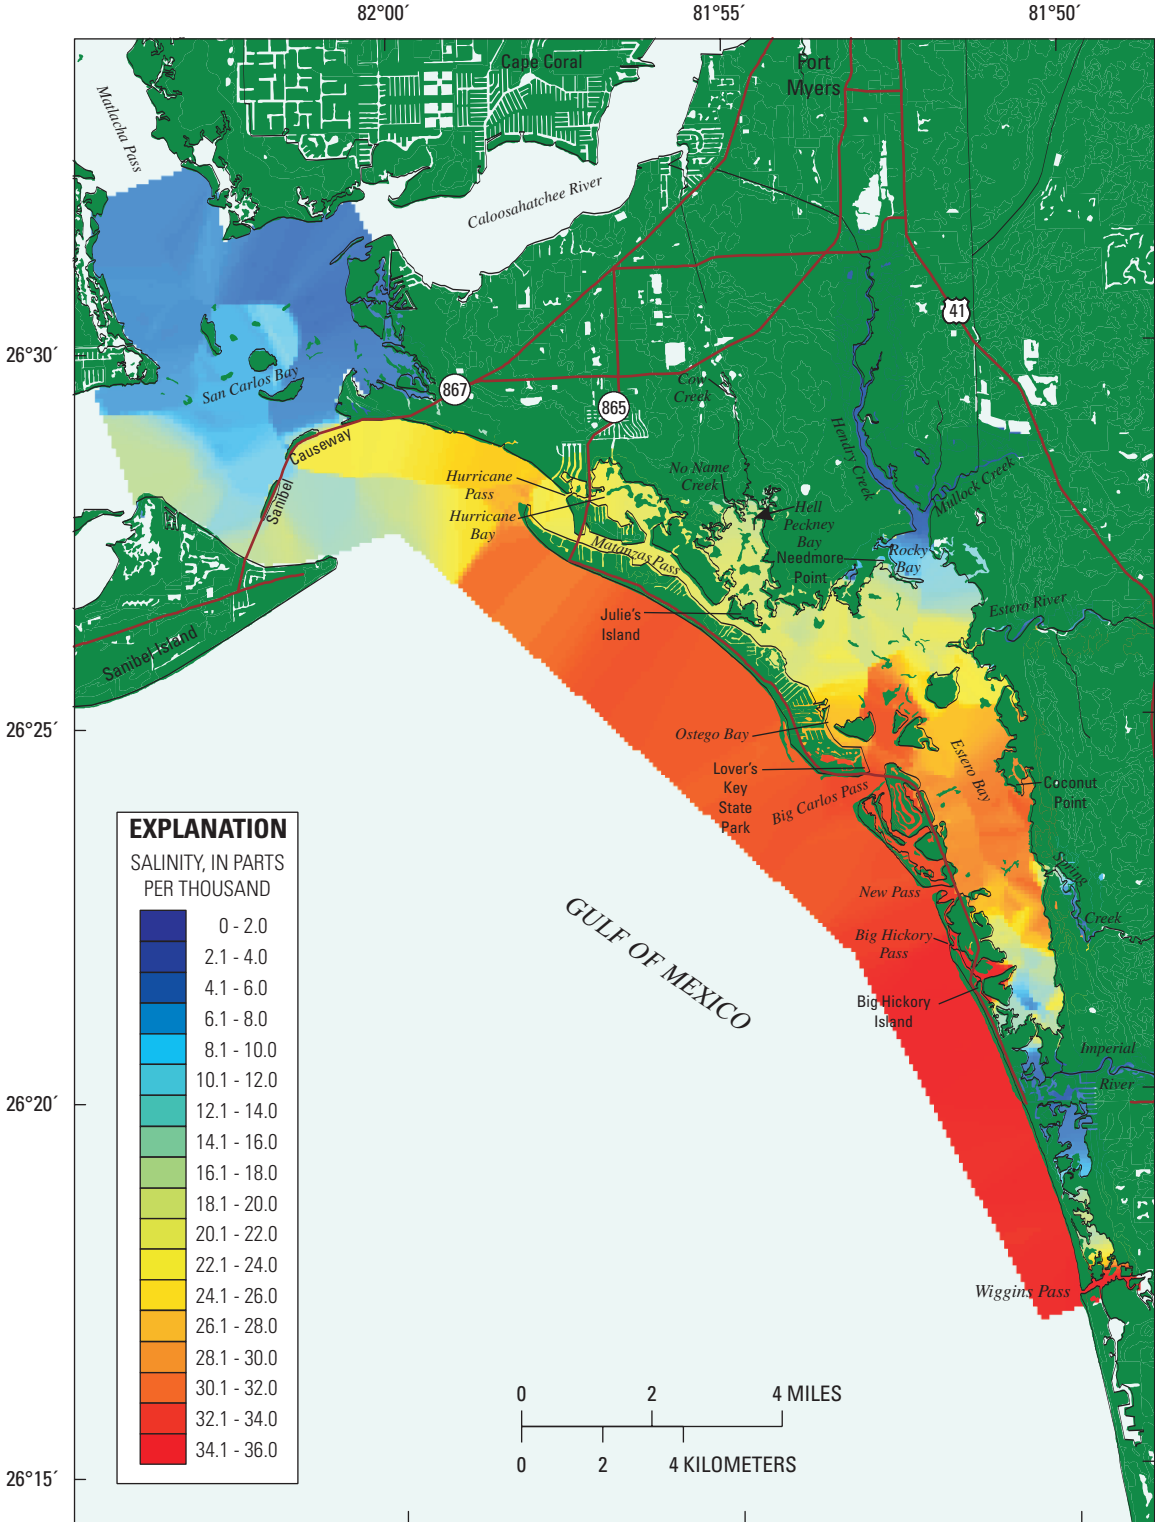 82°00′
81°55′
81°50′
Cape Coral
Fort
Myers
Matlacha Pass
Caloosahatchee River
41
26°30′
San Carlos Bay
867
865
Cow
Creek
Hendry Creek
Mullock Creek
Causeway
Sanibel
Hurricane
Pass
Hurricane
Bay
No Name
Creek
Hell
Peckney
Bay
Matanzas Pass
Needmore
Point
Rocky
Bay
Julie's
Island
Estero River
Sanibel Island
26°25′
Ostego Bay
Estero Bay
Lover's
Key
State
Park
Big Carlos Pass
Coconut
Point
EXPLANATION
SALINITY, IN PARTS
PER THOUSAND
0 - 2.0
2.1 - 4.0
4.1 - 6.0
6.1 - 8.0
8.1 - 10.0
10.1 - 12.0
12.1 - 14.0
14.1 - 16.0
16.1 - 18.0
18.1 - 20.0
20.1 - 22.0
22.1 - 24.0
24.1 - 26.0
26.1 - 28.0
28.1 - 30.0
30.1 - 32.0
32.1 - 34.0
34.1 - 36.0
Spring
Creek
New Pass
GULF OF MEXICO
Big Hickory
Pass
Big Hickory
Island
Imperial
River
26°20′
Wiggins Pass
0 2 4 MILES
0 2 4 KILOMETERS
26°15′